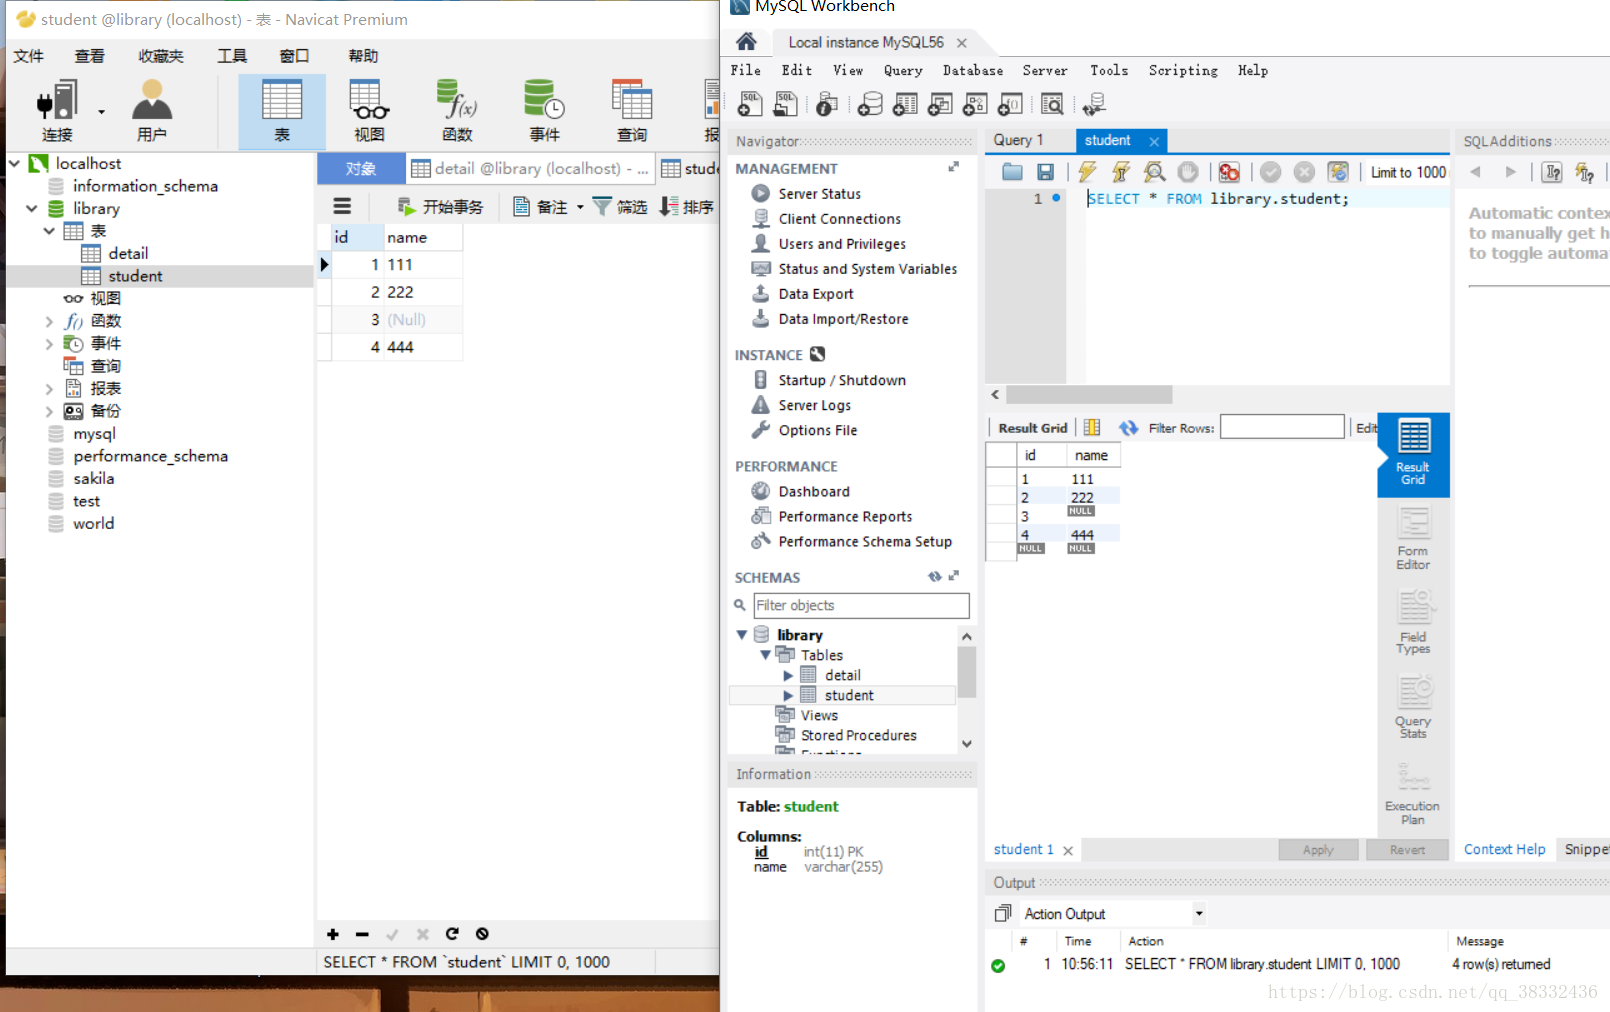 student @library (localhost) - 表 - Navicat Premium
文件 查看 收藏夹 工具 窗口 帮助
连接 用户 表 视图 函数 事件 查询
localhost
information_schema
library
表
detail
student
视图
函数
事件
查询
报表
备份
mysql
performance_schema
sakila
test
world
对象 detail @library (localhost) - ... stude
开始事务 备注 筛选 排序
id name
1 111
2 222
3 (Null)
4 444
SELECT * FROM `student` LIMIT 0, 1000
MySQL Workbench
Local instance MySQL56
File Edit View Query Database Server Tools Scripting Help
Navigator
MANAGEMENT
Server Status
Client Connections
Users and Privileges
Status and System Variables
Data Export
Data Import/Restore
INSTANCE
Startup / Shutdown
Server Logs
Options File
PERFORMANCE
Dashboard
Performance Reports
Performance Schema Setup
SCHEMAS
Filter objects
library
Tables
detail
student
Views
Stored Procedures
Information
Table: student
Columns:
id int(11) PK
name varchar(255)
Query 1 student
Limit to 1000
1 SELECT * FROM library.student;
Result Grid Filter Rows: Edit
id name
1 111
2 222
3 NULL
4 444
NULL NULL
Result
Grid
Form
Editor
Field
Types
Query
Stats
Execution
Plan
student 1 Apply Revert
SQLAdditions
Automatic contex
to manually get h
to toggle automa
Context Help Snippet
Output
Action Output
# Time Action Message
1 10:56:11 SELECT * FROM library.student LIMIT 0, 1000 4 row(s) returned
https://blog.csdn.net/qq_38332436